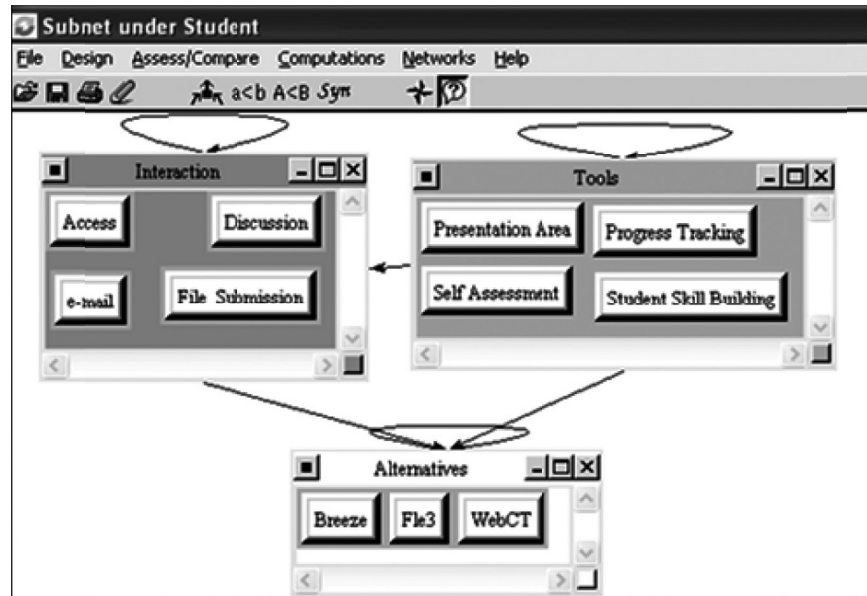 Subnet under Student
File Design Assess/Compare Computations Networks Help
a<b A<B Syn
Interaction
Access Discussion
e-mail File Submission
Tools
Presentation Area Progress Tracking
Self Assessment Student Skill Building
Alternatives
Breeze Fle3 WebCT